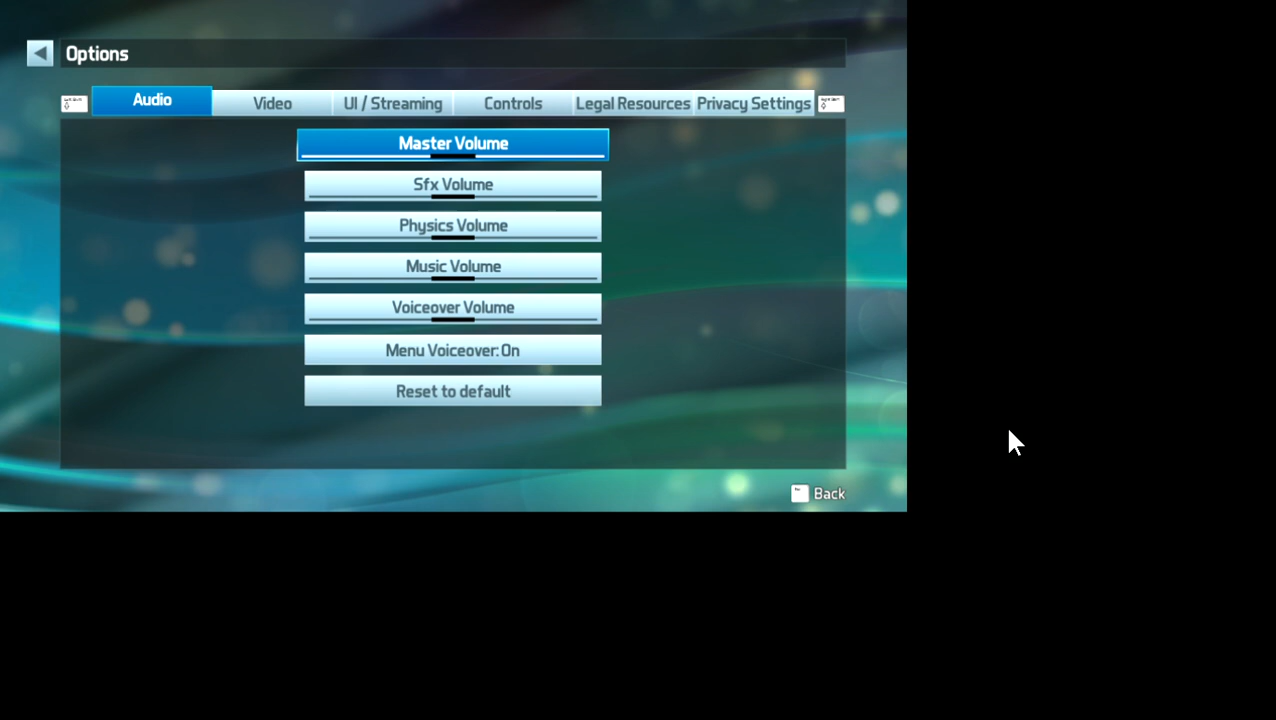 Options
Audio
Video
UI / Streaming
Controls
Legal Resources
Privacy Settings
Master Volume
Sfx Volume
Physics Volume
Music Volume
Voiceover Volume
Menu Voiceover: On
Reset to default
Back